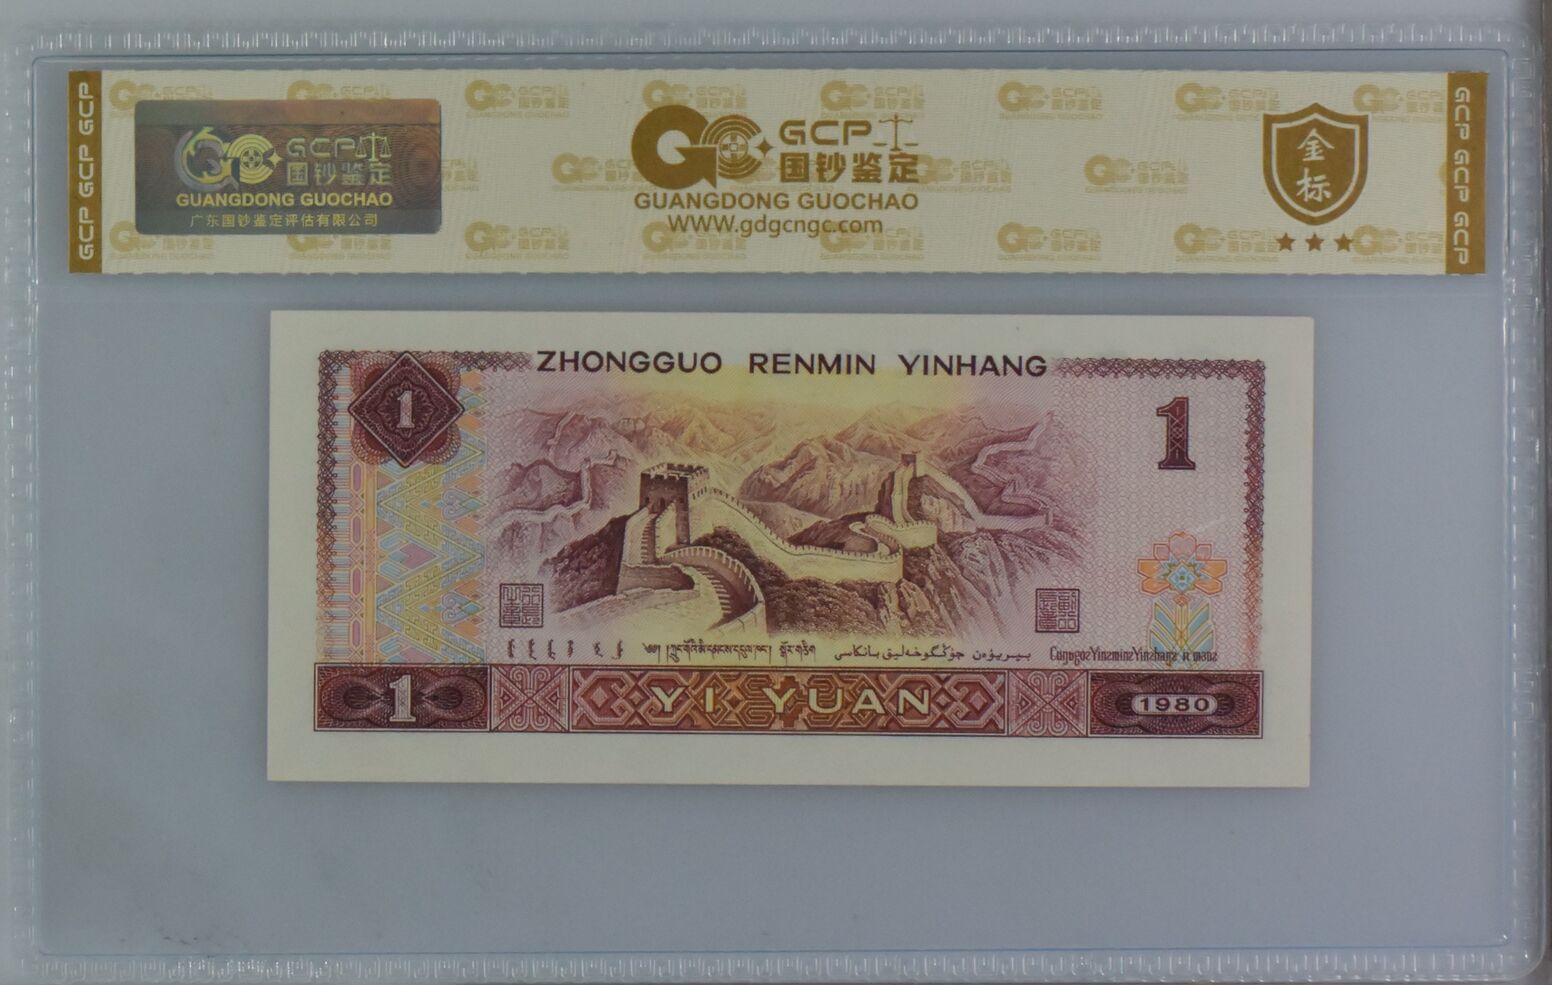 GCP GCP GCP
GCP
国钞鉴定
GUANGDONG GUOCHAO
广东国钞鉴定评估有限公司
GCP
国钞鉴定
GUANGDONG GUOCHAO
WWW.gdgcngc.com
金标
GCP GCP GCP
ZHONGGUO RENMIN YINHANG
1
1
1
YI YUAN
1980